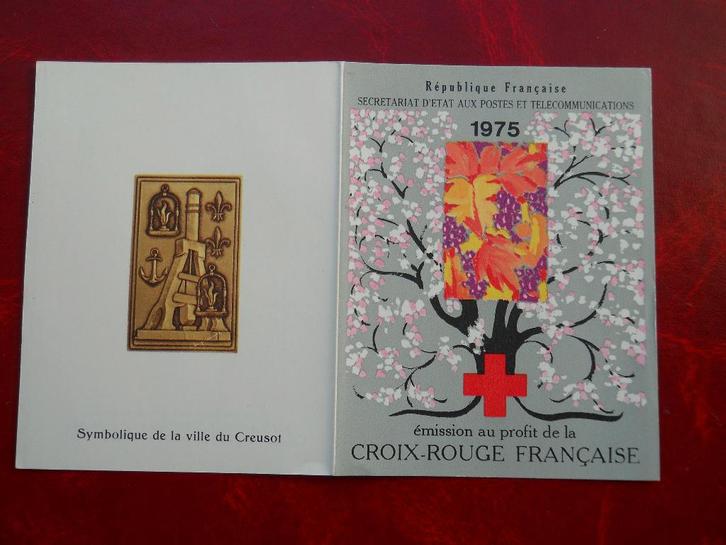 Symbolique de la ville du Creusot
République Française
SECRETARIAT D'ETAT AUX POSTES ET TELECOMMUNICATIONS
1975
émission au profit de la
CROIX-ROUGE FRANÇAISE